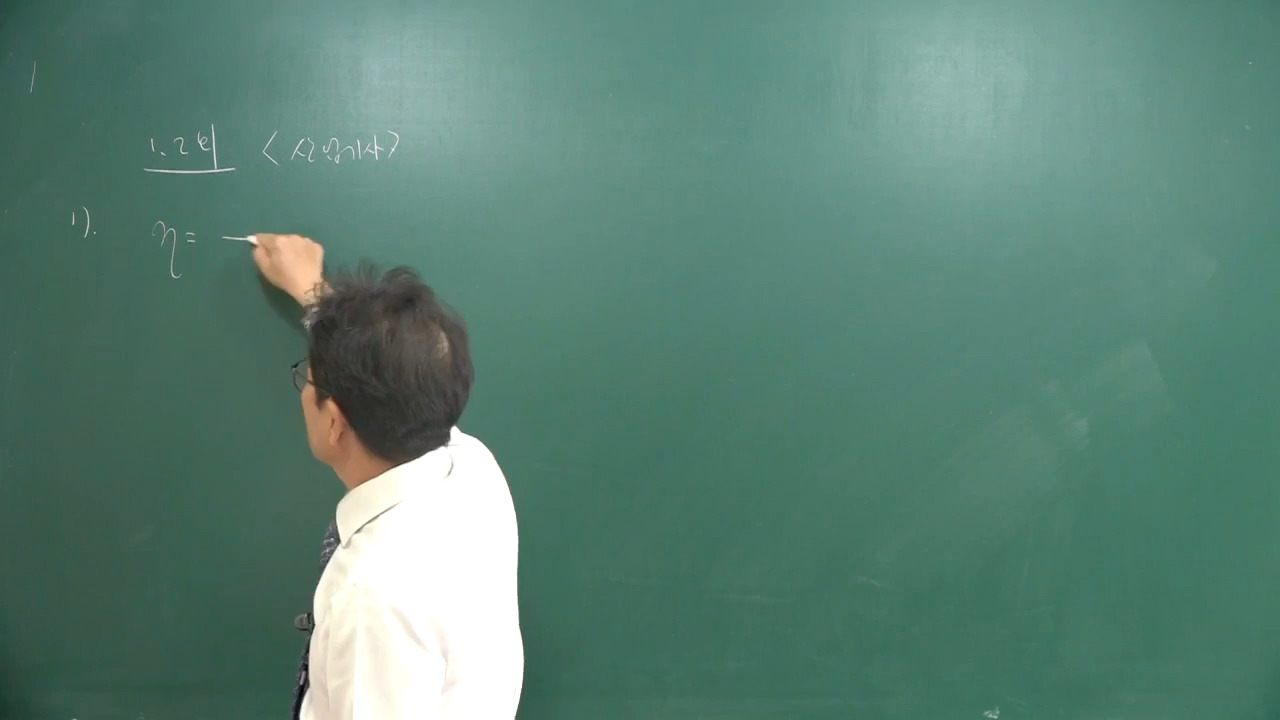 1. 2회 <산업기사>
1). η = —